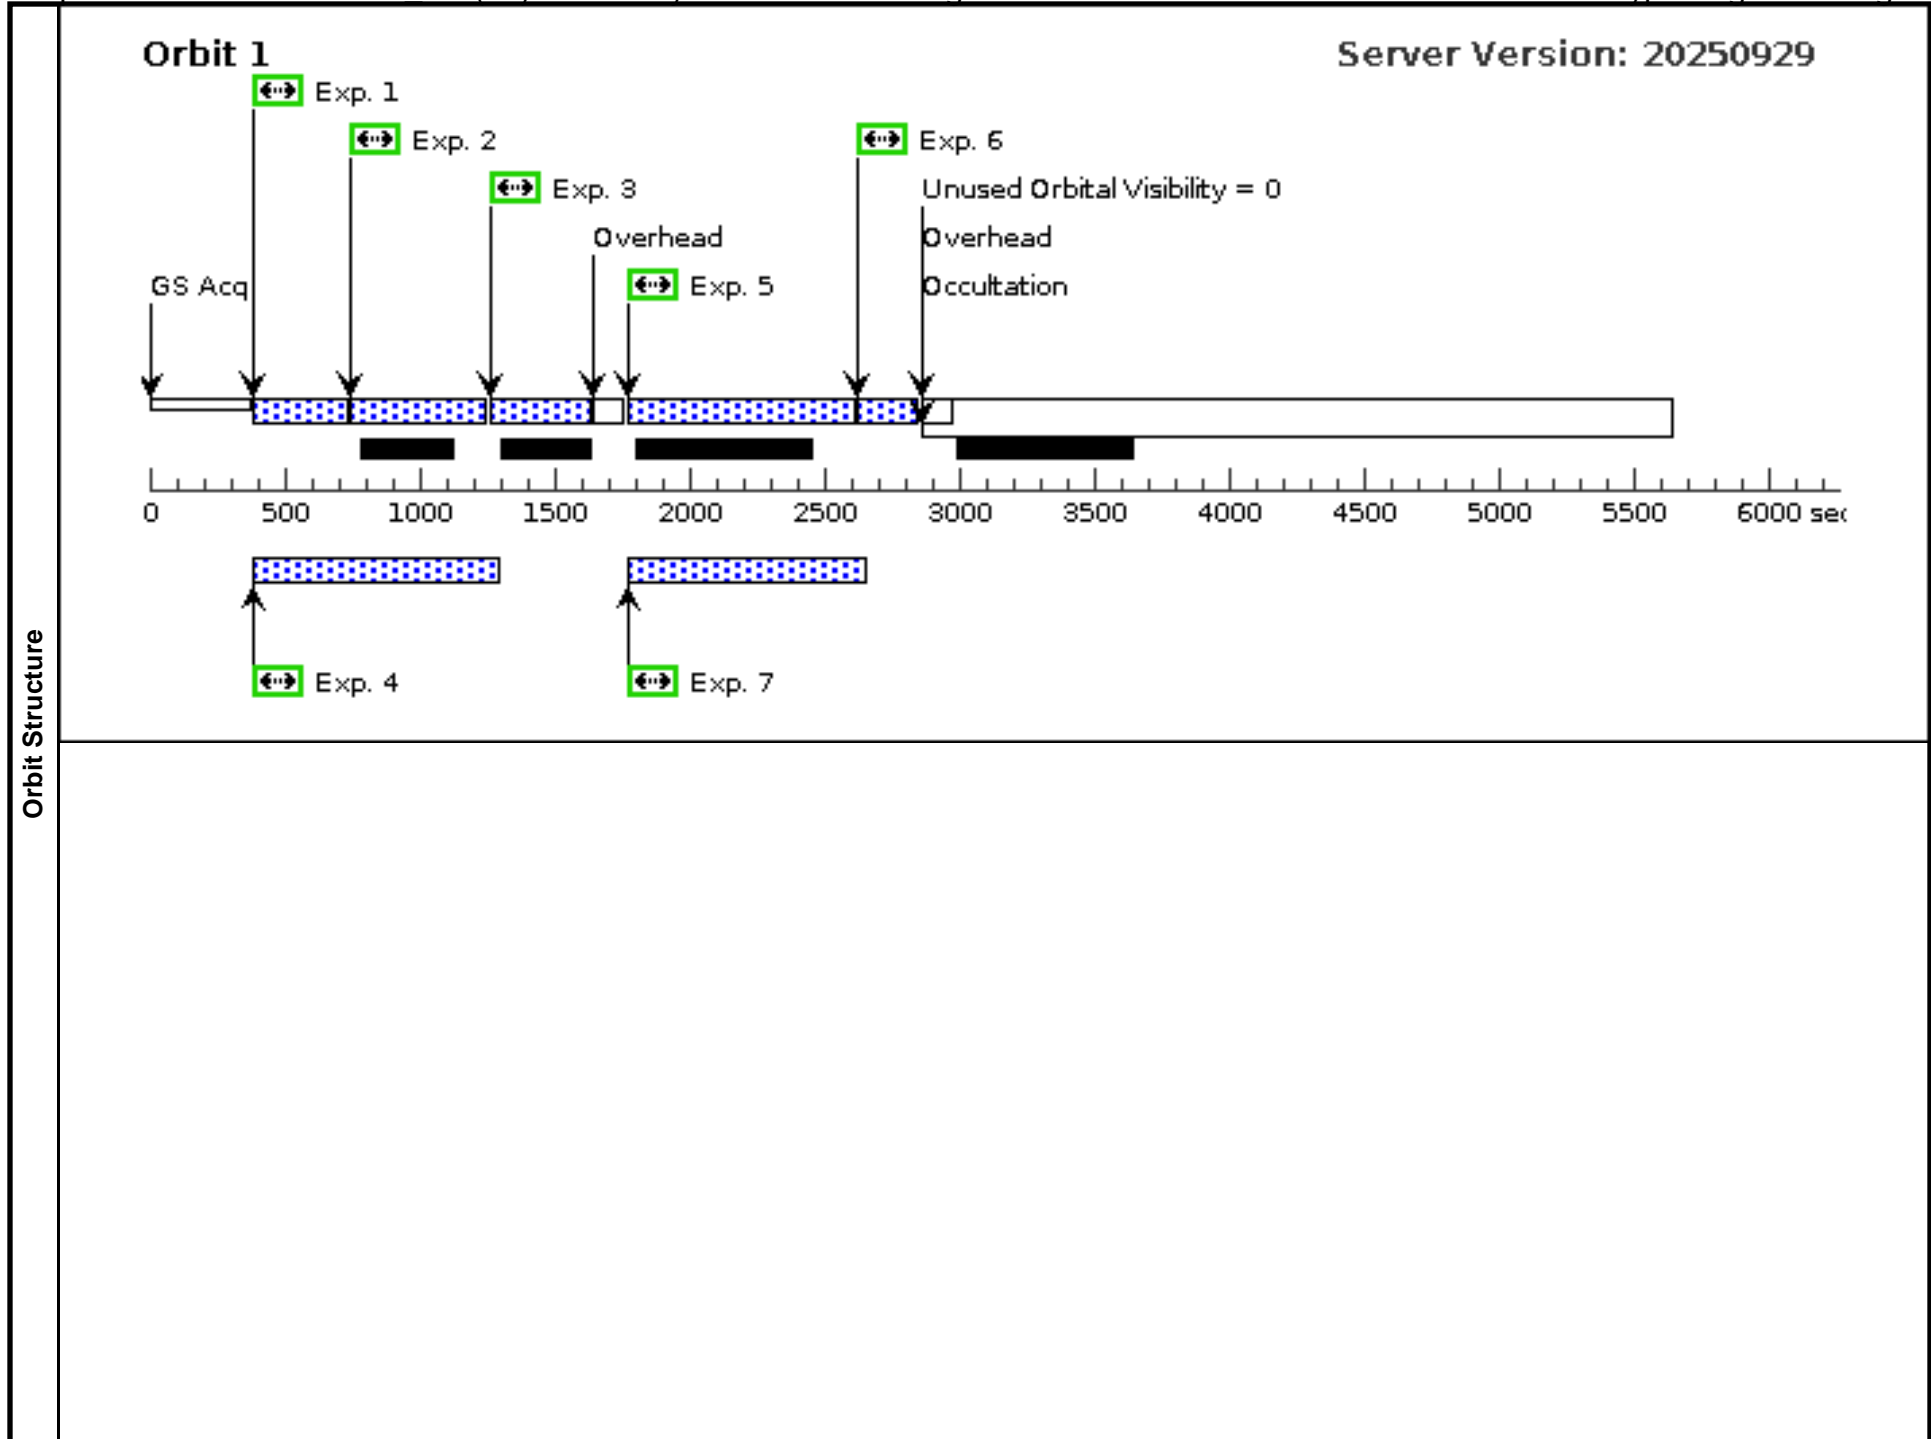 Orbit 1
Server Version: 20250929
Exp. 1
Exp. 2
Exp. 6
Exp. 3
Unused Orbital Visibility = 0
Overhead
Overhead
GS Acq
Exp. 5
Occultation
0 500 1000 1500 2000 2500 3000 3500 4000 4500 5000 5500 6000 sec
Exp. 4
Exp. 7
Orbit Structure